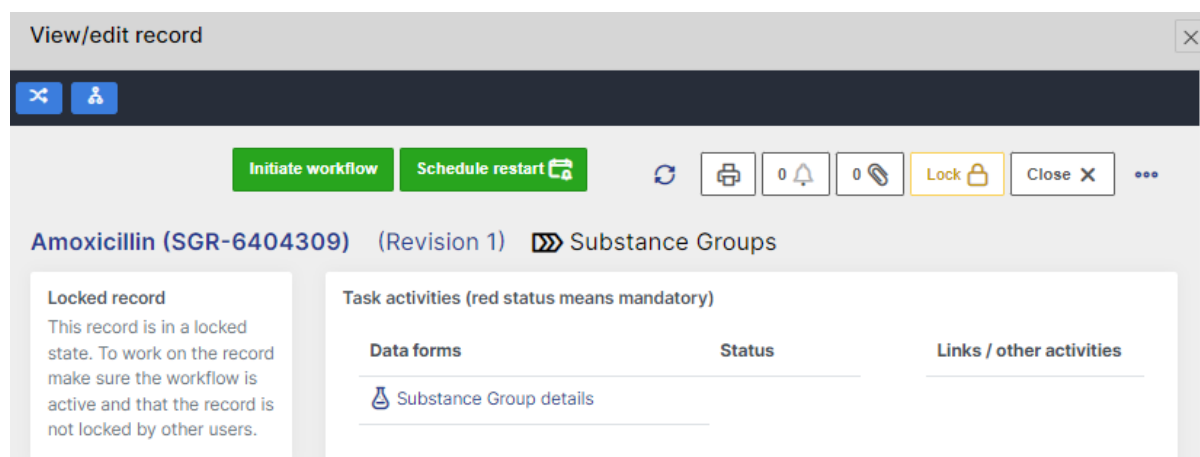 View/edit record
Initiate workflow
Schedule restart
0
0
Lock
Close
Amoxicillin (SGR-6404309) (Revision 1) Substance Groups
Locked record
This record is in a locked
state. To work on the record
make sure the workflow is
active and that the record is
not locked by other users.
Task activities (red status means mandatory)
Data forms Status Links / other activities
Substance Group details